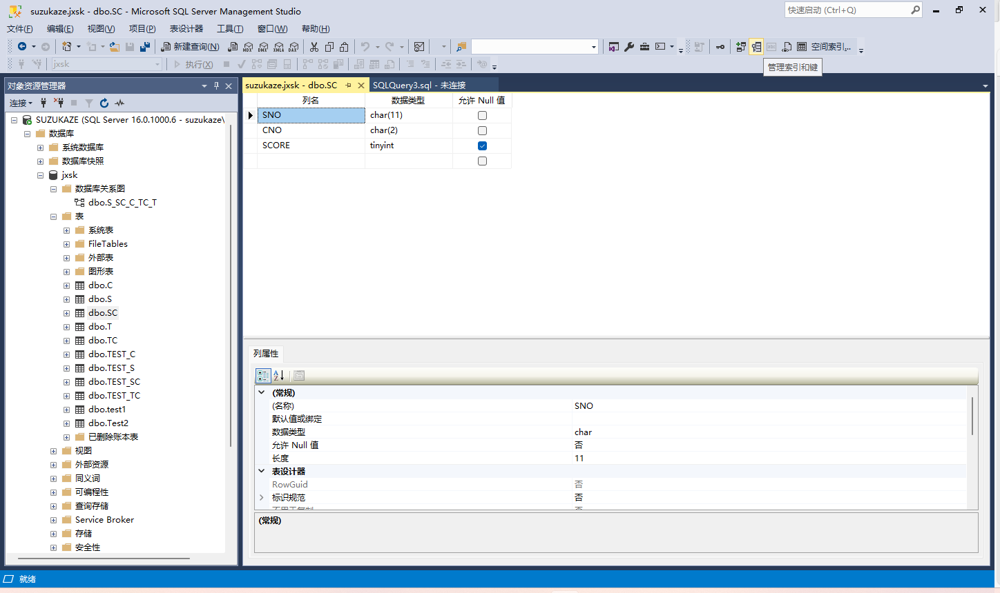 suzukaze.jxsk - dbo.SC - Microsoft SQL Server Management Studio
快速启动 (Ctrl+Q)
文件(F) 编辑(E) 视图(V) 项目(P) 表设计器 工具(T) 窗口(W) 帮助(H)
新建查询(N) MDX DMX XMLA DAX 空间索引...
jxsk 执行(X)
管理索引和键
对象资源管理器
连接
SUZUKAZE (SQL Server 16.0.1000.6 - suzukaze\
数据库
系统数据库
数据库快照
jxsk
数据库关系图
dbo.S_SC_C_TC_T
表
系统表
FileTables
外部表
图形表
dbo.C
dbo.S
dbo.SC
dbo.T
dbo.TC
dbo.TEST_C
dbo.TEST_S
dbo.TEST_SC
dbo.TEST_TC
dbo.test1
dbo.Test2
已删除账本表
视图
外部资源
同义词
可编程性
查询存储
Service Broker
存储
安全性
suzukaze.jxsk - dbo.SC SQLQuery3.sql - 未连接
列名 数据类型 允许 Null 值
SNO char(11)
CNO char(2)
SCORE tinyint
列属性
(常规)
(名称) SNO
默认值或绑定
数据类型 char
允许 Null 值 否
长度 11
表设计器
RowGuid 否
标识规范 否
不用于复制 否
(常规)
就绪